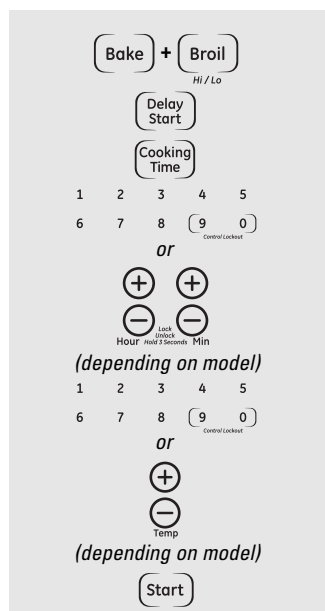 Bake + Broil
Hi / Lo
Delay
Start
Cooking
Time
1 2 3 4 5
6 7 8 9 0
Control Lockout
or
+ +
− −
Lock
Unlock
Hour Hold 3 Seconds Min
(depending on model)
1 2 3 4 5
6 7 8 9 0
Control Lockout
or
+
−
Temp
(depending on model)
Start